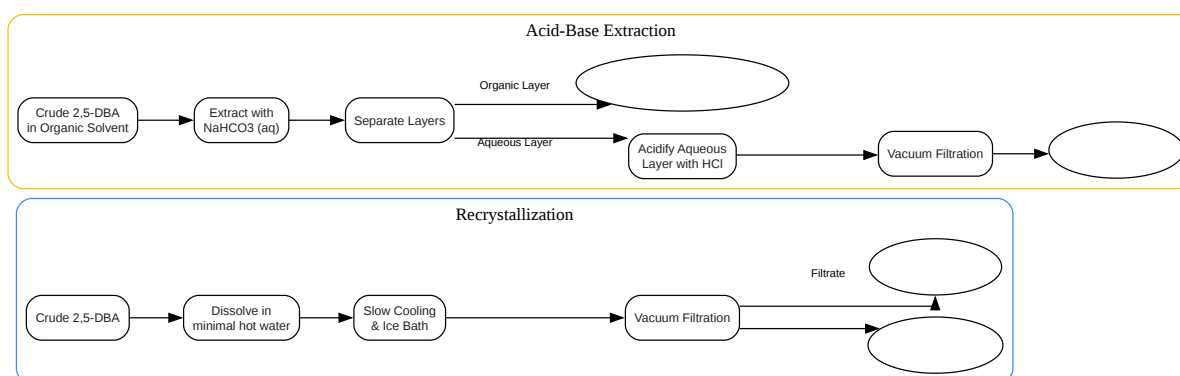 Acid-Base Extraction
Crude 2,5-DBA
in Organic Solvent
Extract with
NaHCO3 (aq)
Separate Layers
Organic Layer
Aqueous Layer
Acidify Aqueous
Layer with HCl
Vacuum Filtration
Recrystallization
Crude 2,5-DBA
Dissolve in
minimal hot water
Slow Cooling
& Ice Bath
Vacuum Filtration
Filtrate